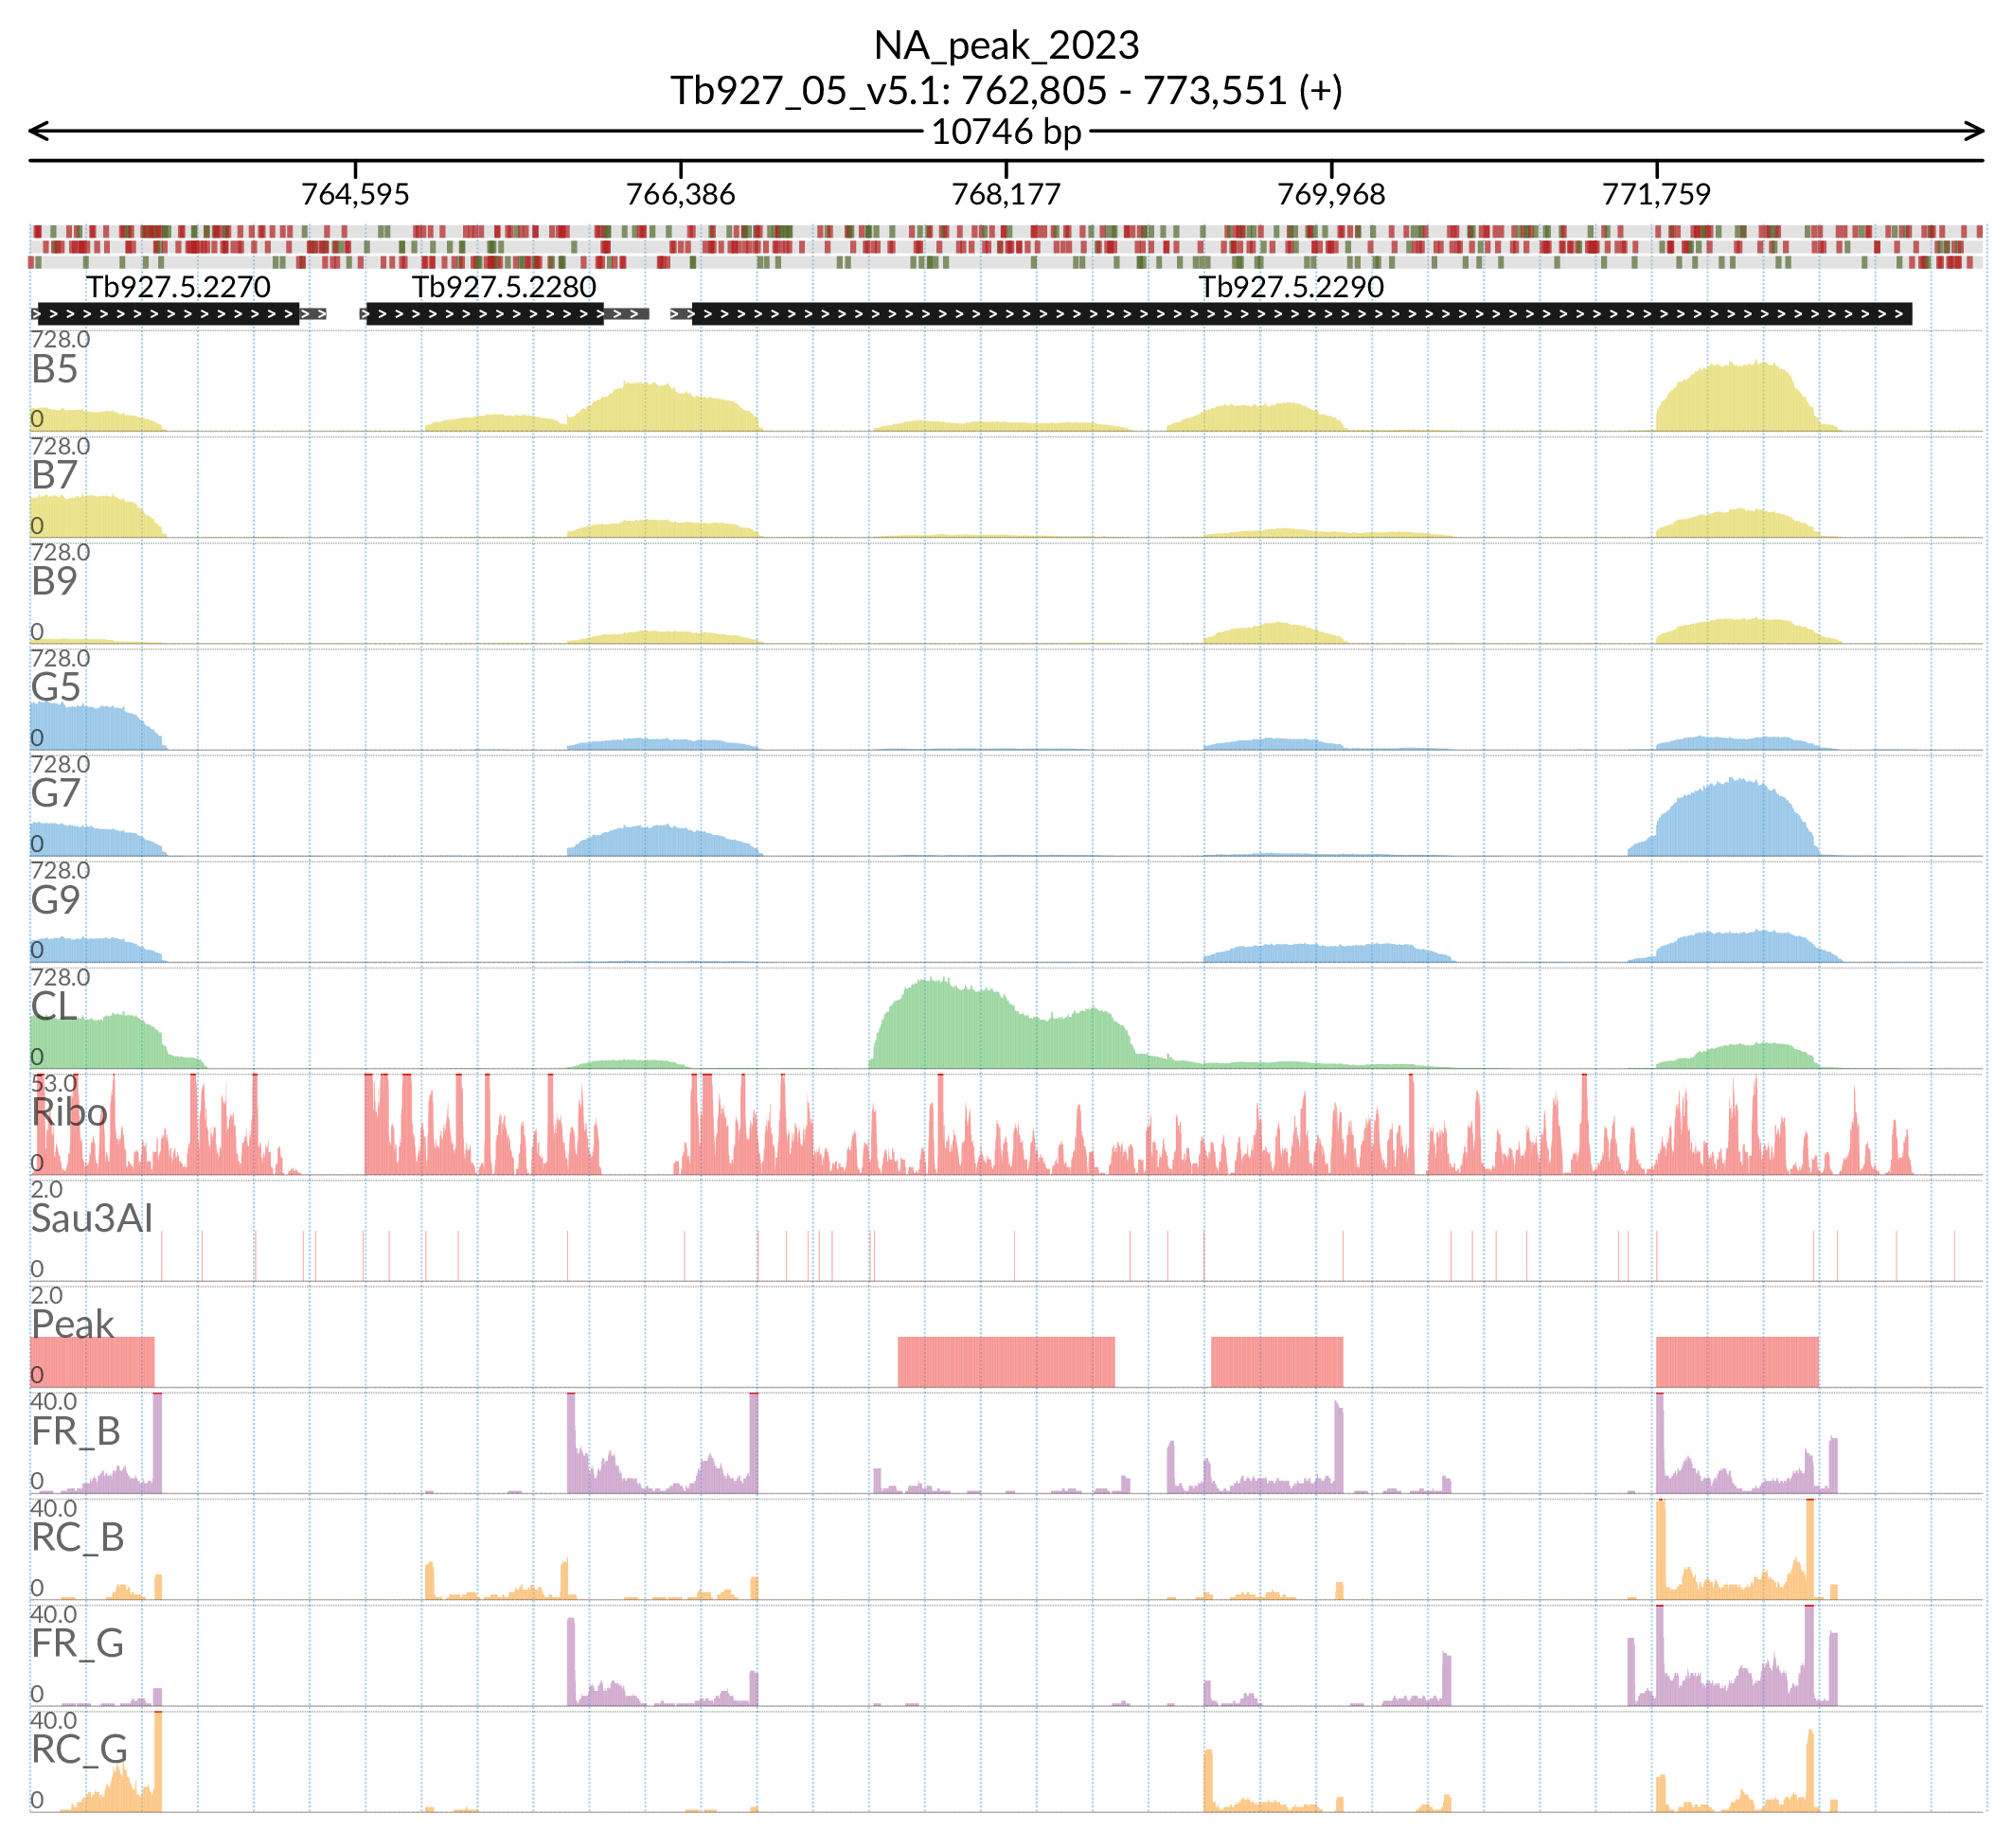 NA_peak_2023
Tb927_05_v5.1: 762,805 - 773,551 (+)
10746 bp
764,595 766,386 768,177 769,968 771,759
Tb927.5.2270 Tb927.5.2280 Tb927.5.2290
728.0
B5
0
728.0
B7
0
728.0
B9
0
728.0
G5
0
728.0
G7
0
728.0
G9
0
728.0
CL
0
53.0
Ribo
0
2.0
Sau3AI
0
2.0
Peak
0
40.0
FR_B
0
40.0
RC_B
0
40.0
FR_G
0
40.0
RC_G
0